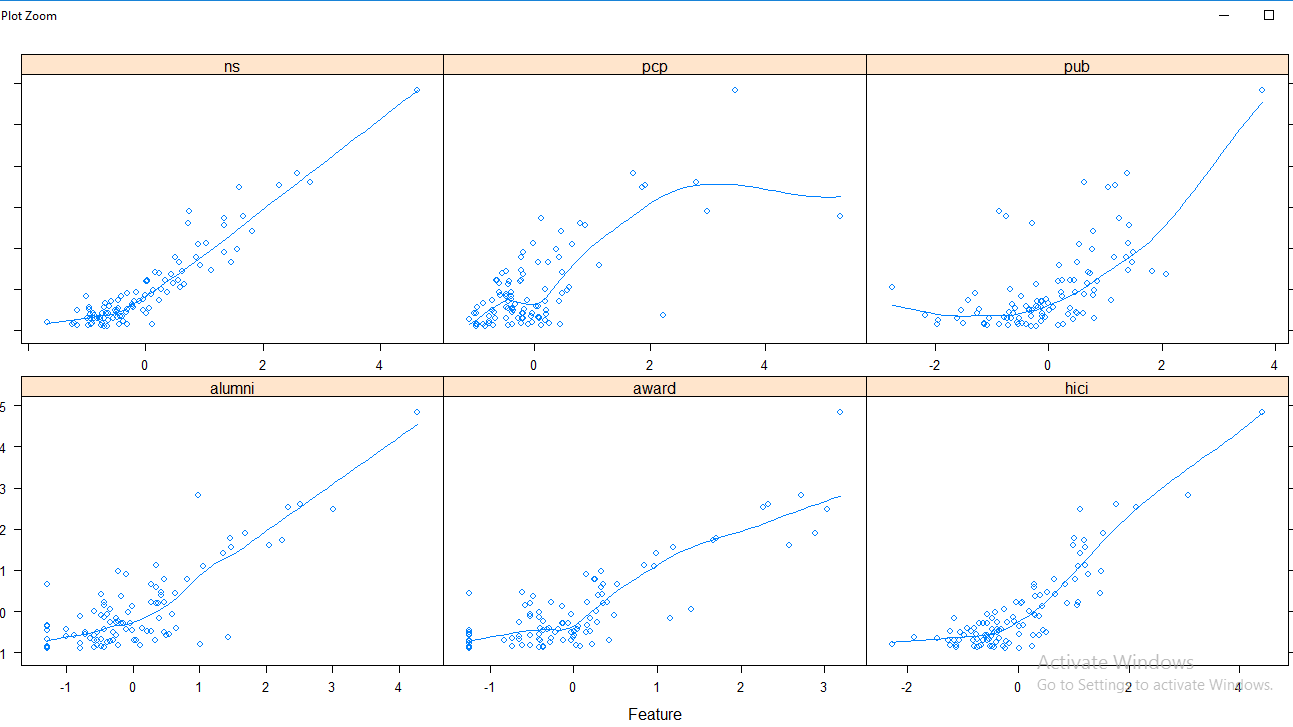 Plot Zoom
ns pcp pub
0 2 4 0 2 4 -2 0 2 4
alumni award hici
5
4
3
2
1
0
1
-1 0 1 2 3 4 -1 0 1 2 3 -2 0 2 4
Activate Windows
Go to Settings to activate Windows.
Feature